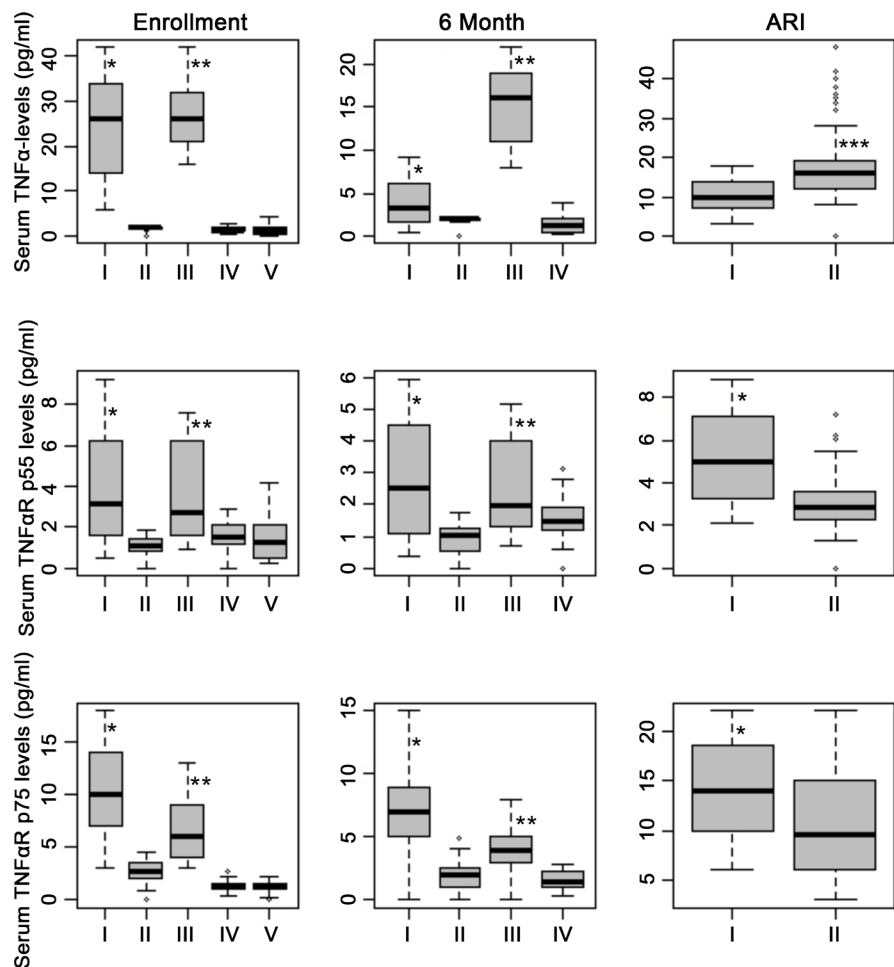 Enrollment
6 Month
ARI
Serum TNFα-levels (pg/ml)
0 10 20 30 40
* **
I II III IV V
0 5 10 15 20
* **
I II III IV
0 10 20 30 40
***
I II
Serum TNFαR p55 levels (pg/ml)
0 2 4 6 8
* **
I II III IV V
0 1 2 3 4 5 6
* **
I II III IV
0 2 4 6 8
*
I II
Serum TNFαR p75 levels (pg/ml)
0 5 10 15
* **
I II III IV V
0 5 10 15
* **
I II III IV
5 10 15 20
*
I II